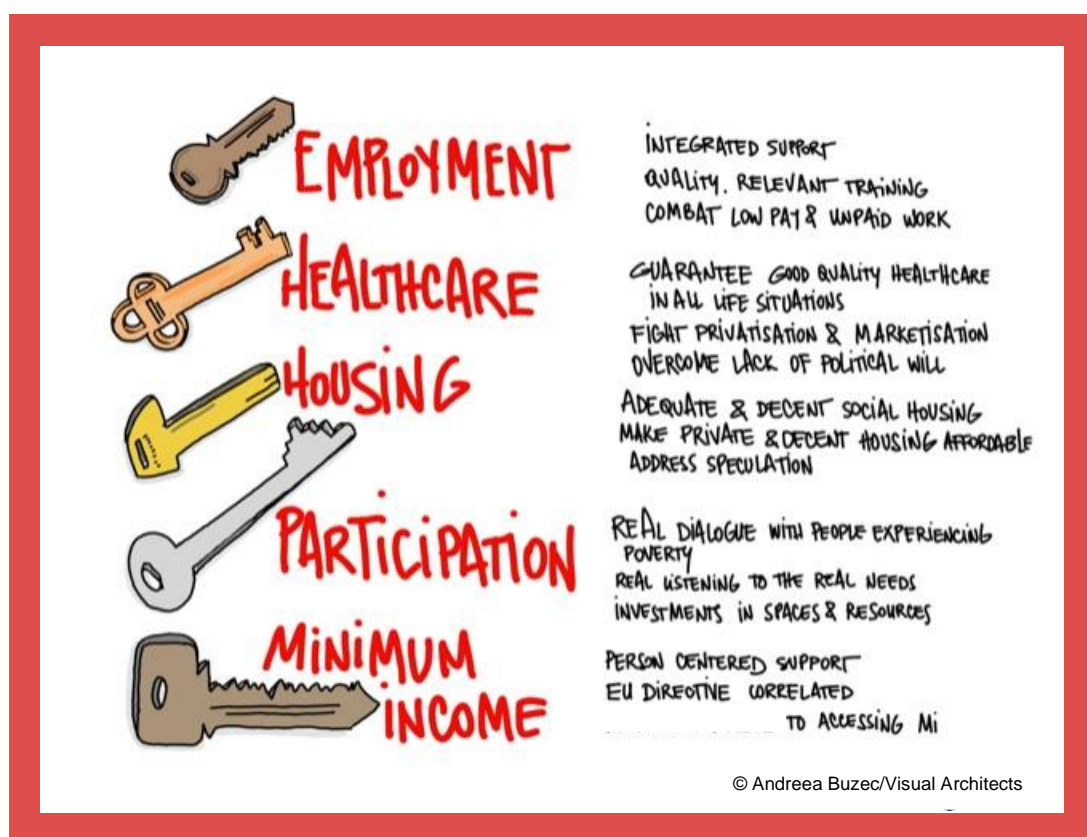 EMPLOYMENT
INTEGRATED SUPPORT
QUALITY, RELEVANT TRAINING
COMBAT LOW PAY & UNPAID WORK
HEALTHCARE
GUARANTEE GOOD QUALITY HEALTHCARE
IN ALL LIFE SITUATIONS
FIGHT PRIVATISATION & MARKETISATION
OVERCOME LACK OF POLITICAL WILL
HOUSING
ADEQUATE & DECENT SOCIAL HOUSING
MAKE PRIVATE & DECENT HOUSING AFFORDABLE
ADDRESS SPECULATION
PARTICIPATION
REAL DIALOGUE WITH PEOPLE EXPERIENCING
POVERTY
REAL LISTENING TO THE REAL NEEDS
INVESTMENTS IN SPACES & RESOURCES
MINIMUM
INCOME
PERSON CENTERED SUPPORT
EU DIRECTIVE CORRELATED
TO ACCESSING Mi
© Andreea Buzec/Visual Architects